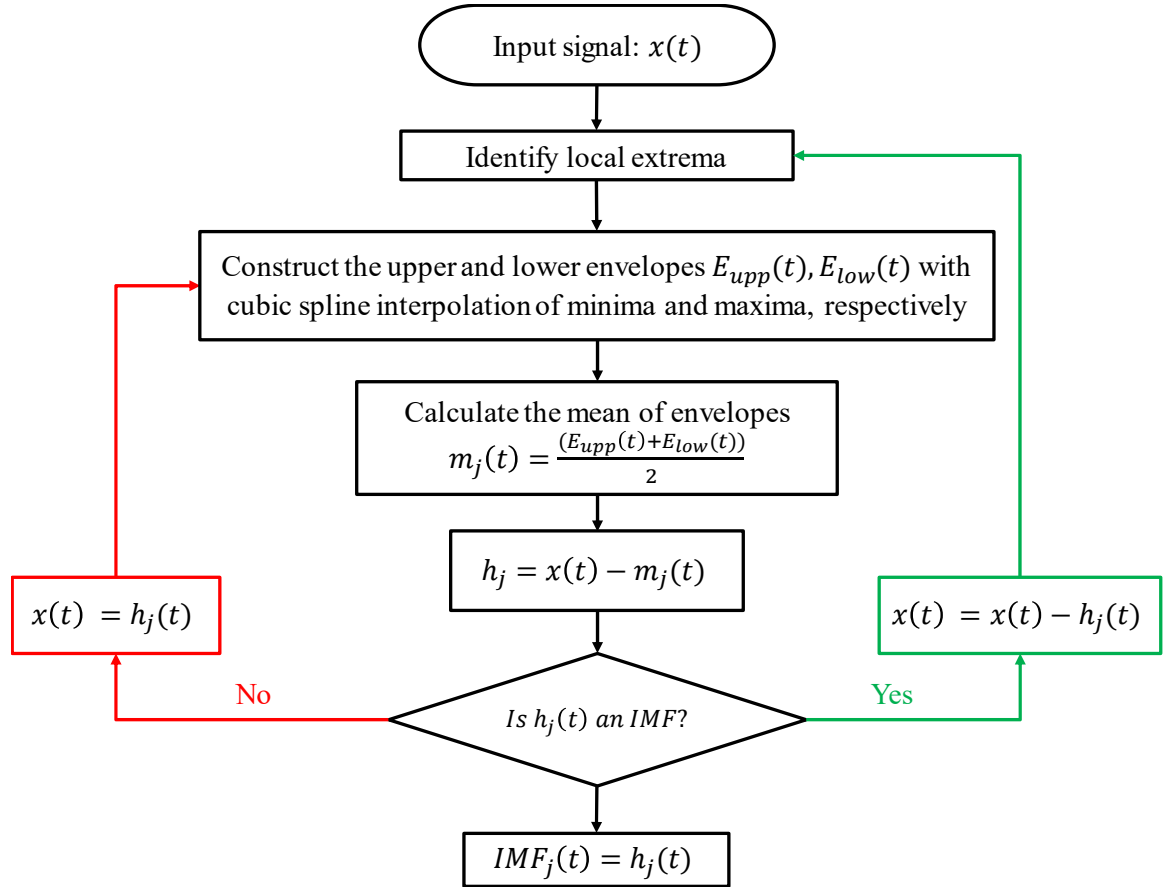 Input signal: x(t)
Identify local extrema
Construct the upper and lower envelopes E_upp(t), E_low(t) with
cubic spline interpolation of minima and maxima, respectively
Calculate the mean of envelopes
m_j(t) = (E_upp(t)+E_low(t)) / 2
h_j = x(t) − m_j(t)
x(t) = h_j(t)
x(t) = x(t) − h_j(t)
No
Yes
Is h_j(t) an IMF?
IMF_j(t) = h_j(t)